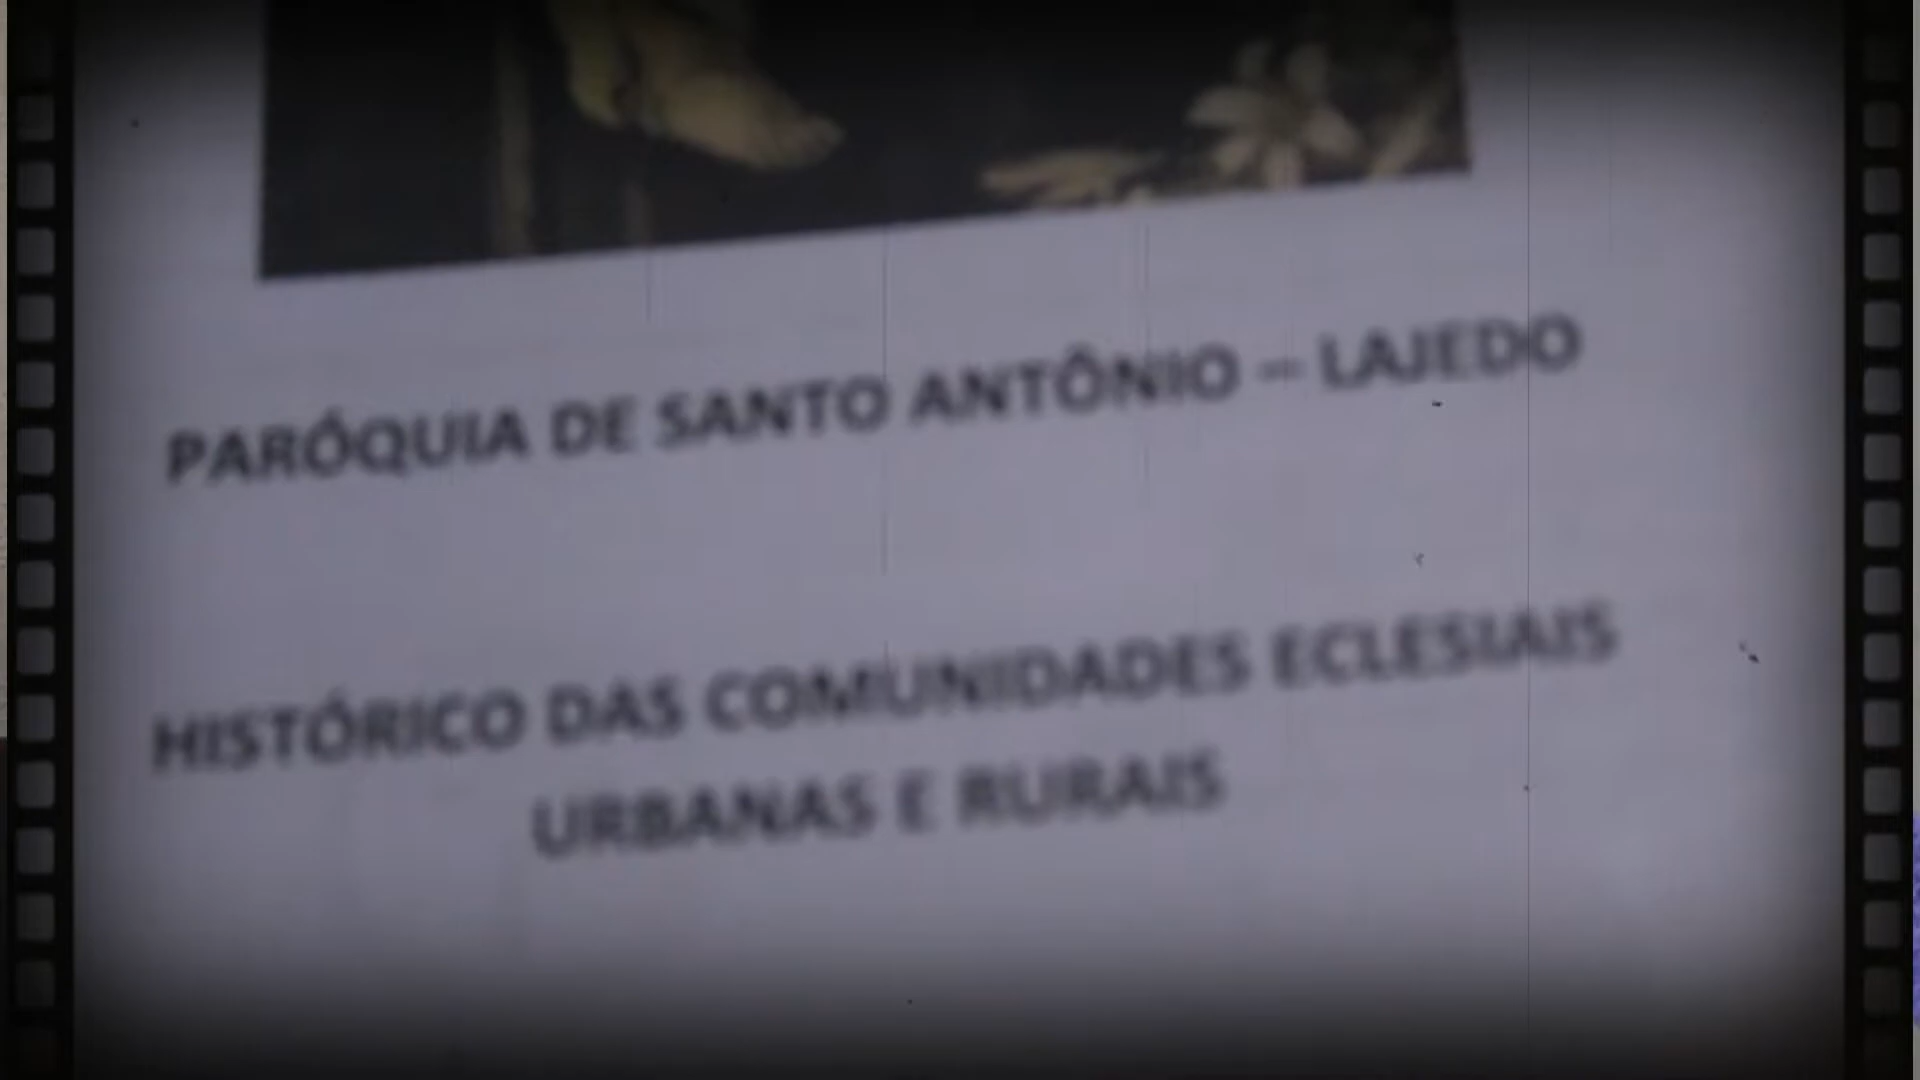 PARÓQUIA DE SANTO ANTÔNIO – LAJEDO
HISTÓRICO DAS COMUNIDADES ECLESIAIS
URBANAS E RURAIS